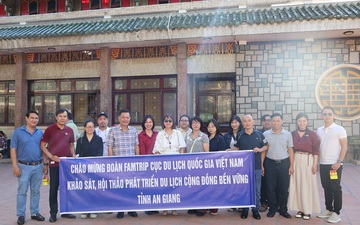 CHÀO MỪNG ĐOÀN FAMTRIP CỤC DU LỊCH QUỐC GIA VIỆT NAM
KHẢO SÁT, HỘI THẢO PHÁT TRIỂN DU LỊCH CỘNG ĐỒNG BỀN VỮNG
TỈNH AN GIANG